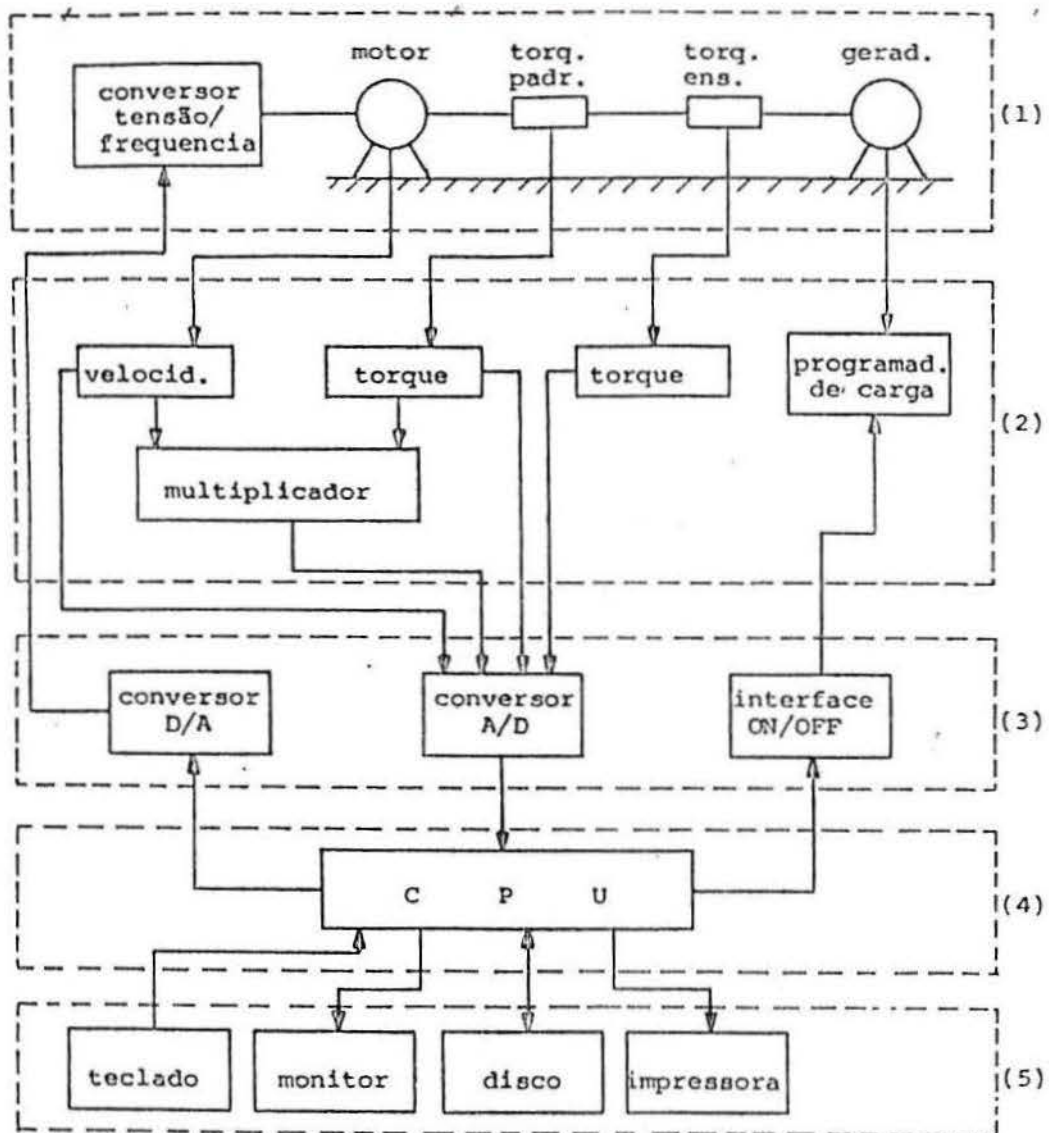 motor
torq.
padr.
torq.
ens.
gerad.
conversor
tensão/
frequencia
(1)
velocid.
torque
torque
programad.
de carga
(2)
multiplicador
conversor
D/A
conversor
A/D
interface
ON/OFF
(3)
C P U
(4)
teclado
monitor
disco
impressora
(5)